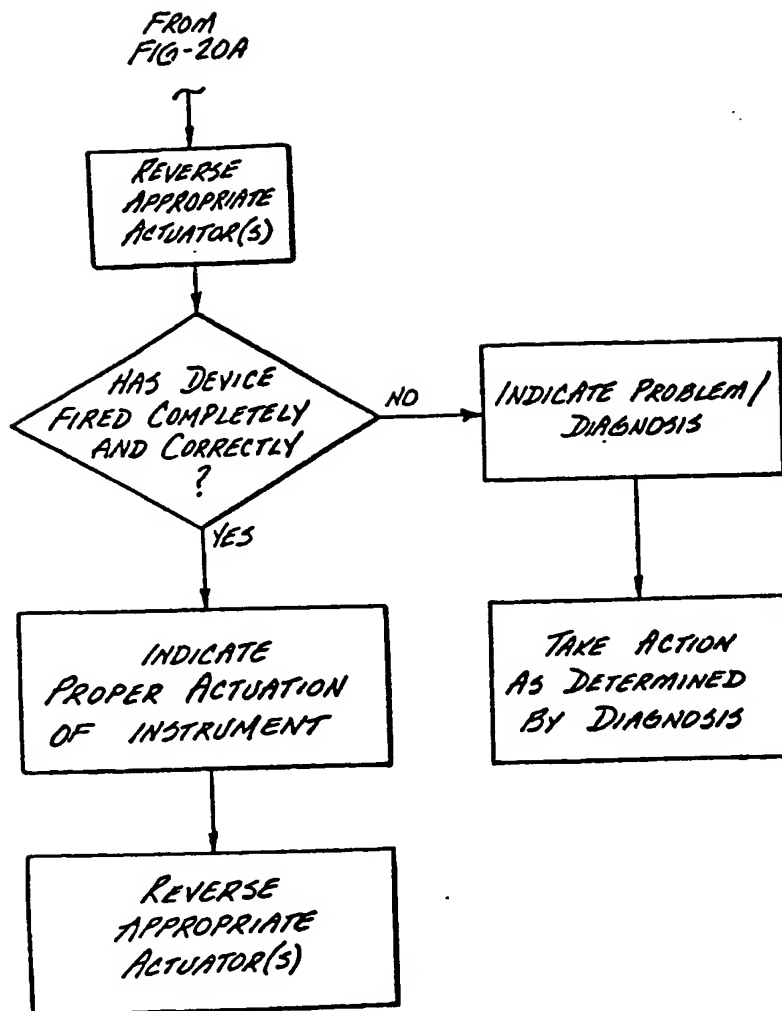 FROM
FIG-20A
REVERSE
APPROPRIATE
ACTUATOR(S)
HAS DEVICE
FIRED COMPLETELY
AND CORRECTLY
?
NO
INDICATE PROBLEM/
DIAGNOSIS
YES
INDICATE
PROPER ACTUATION
OF INSTRUMENT
TAKE ACTION
AS DETERMINED
BY DIAGNOSIS
REVERSE
APPROPRIATE
ACTUATOR(S)